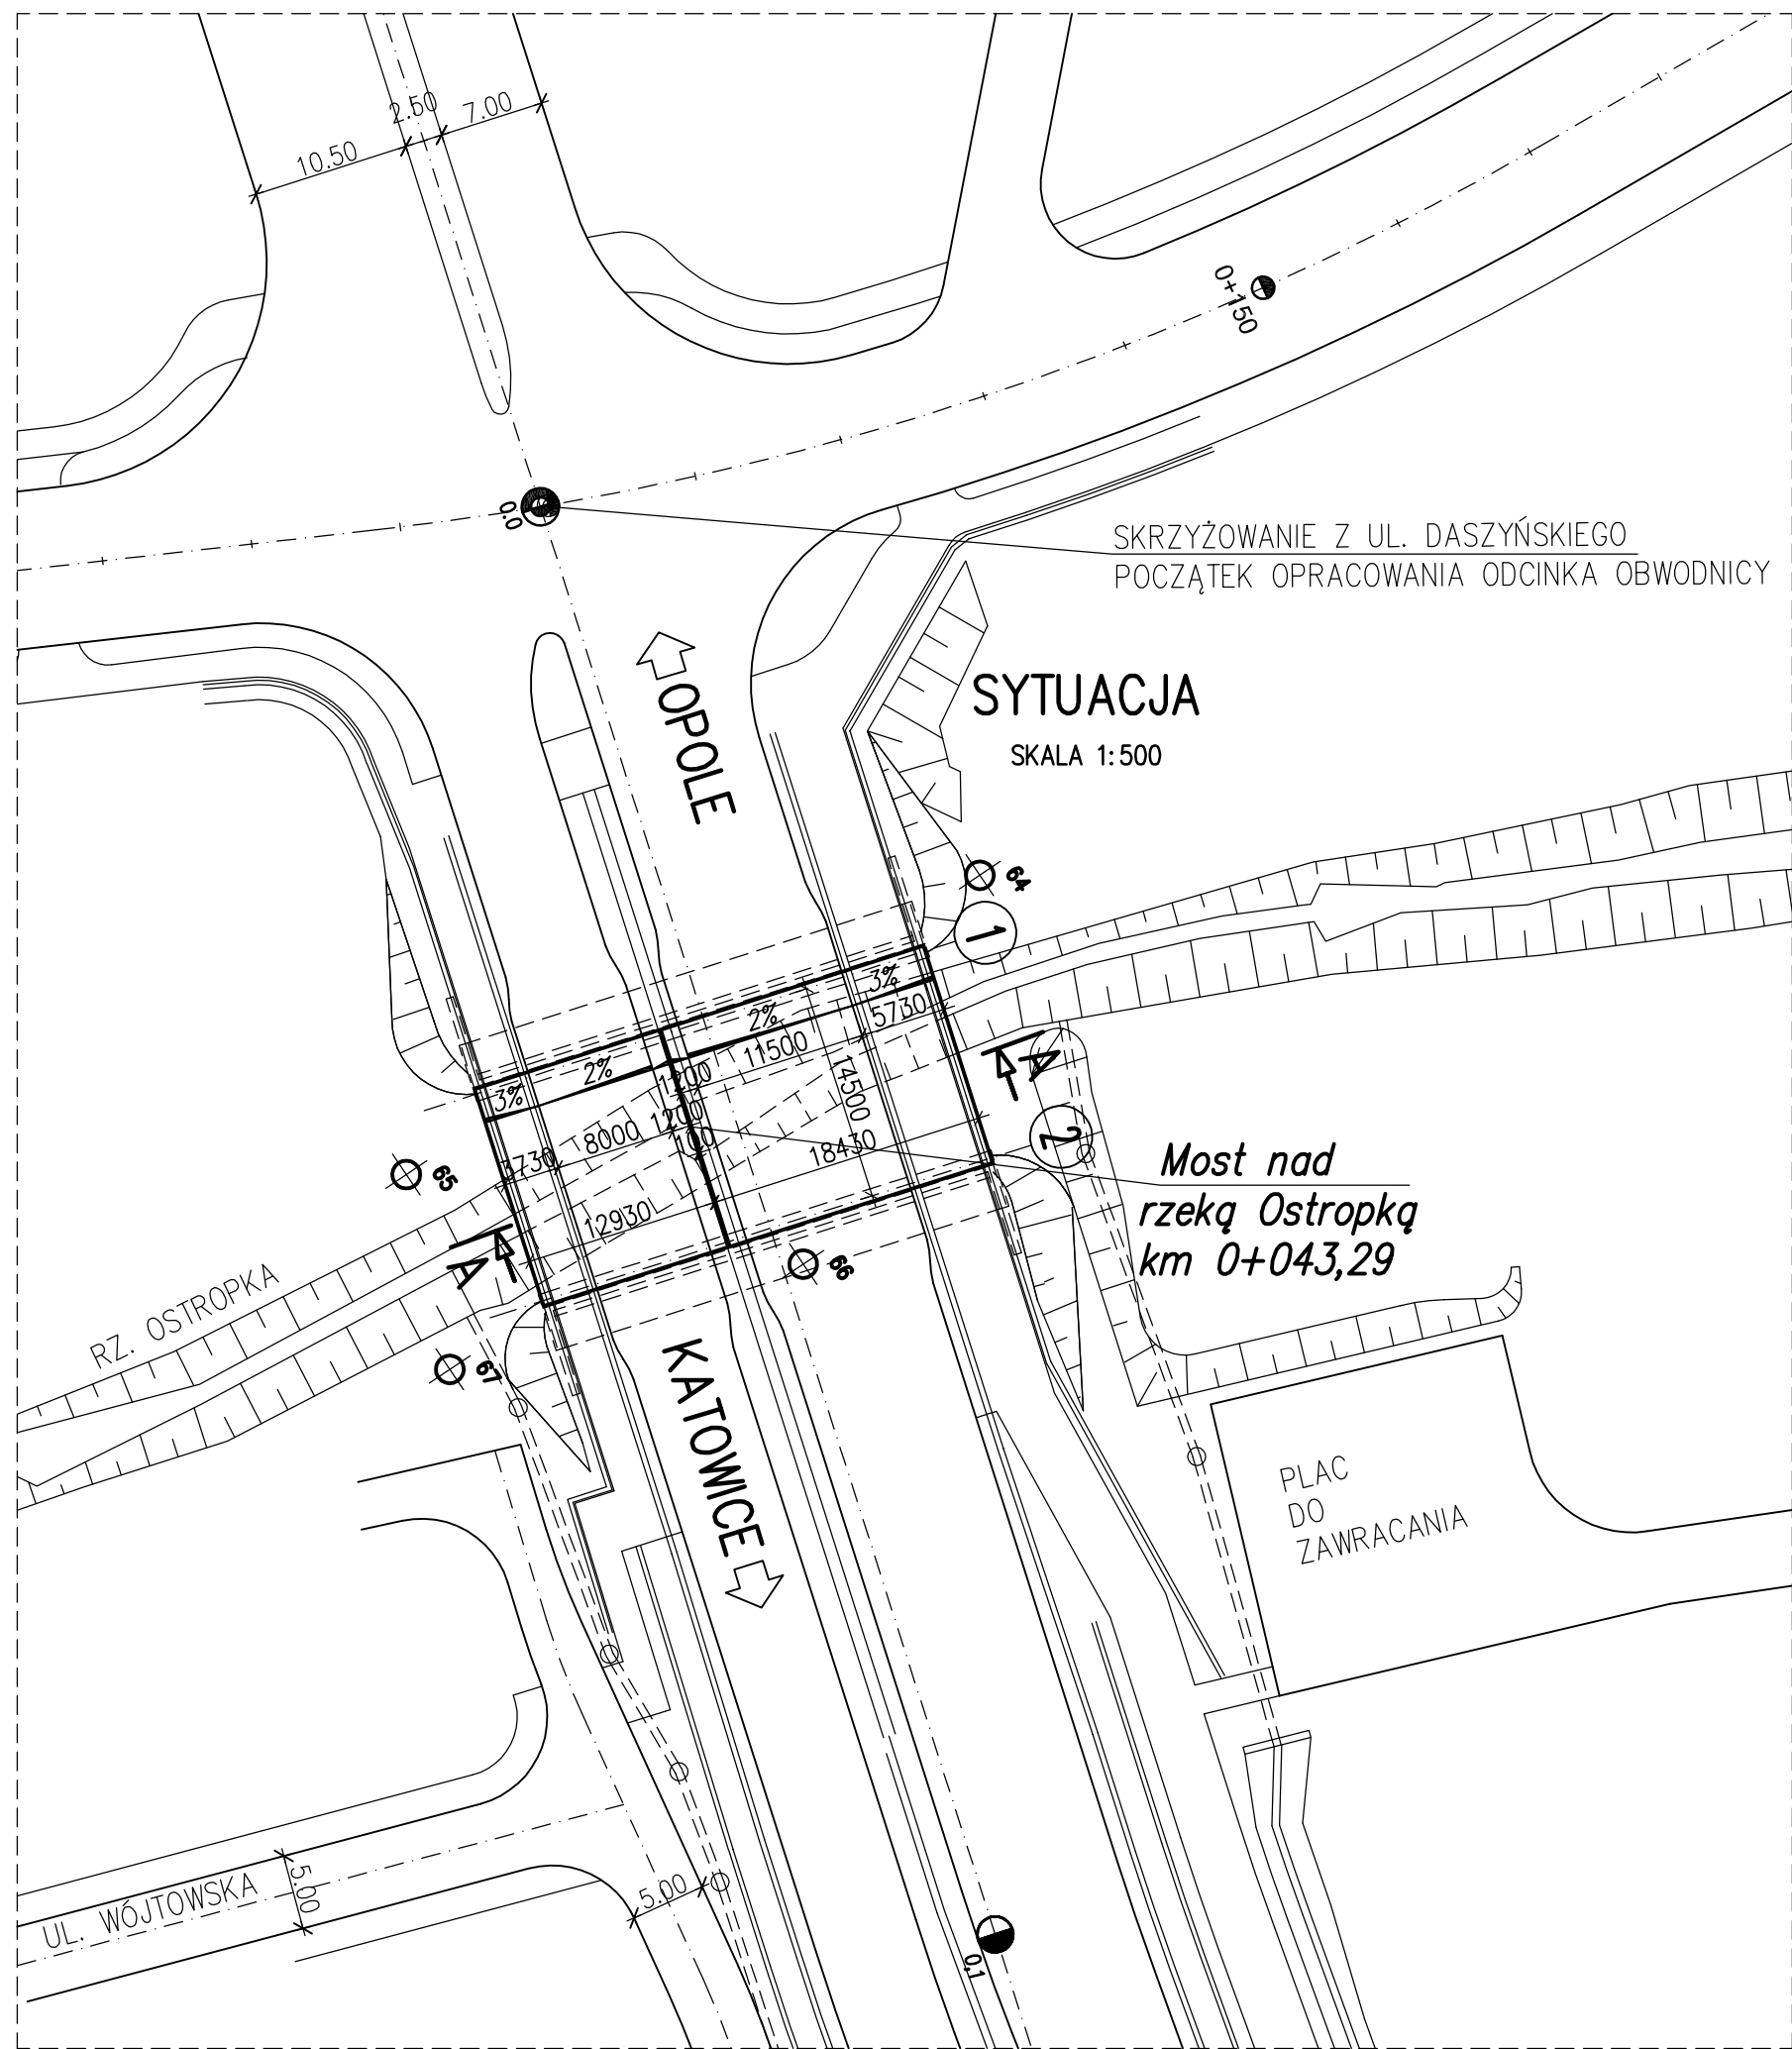 2.50
7.00
10.50
0+150
0.0
SKRZYŻOWANIE Z UL. DASZYŃSKIEGO
POCZĄTEK OPRACOWANIA ODCINKA OBWODNICY
OPOLE
SYTUACJA
SKALA 1:500
64
1
3%
2%
5730
11500
2%
3%
1200
14500
A
1200
8000
100
18430
3730
2
65
12930
Most nad
rzeką Ostropką
km 0+043,29
A
66
RZ. OSTROPKA
67
KATOWICE
PLAC
DO
ZAWRACANIA
5.00
5.00
UL. WÓJTOWSKA
0,1